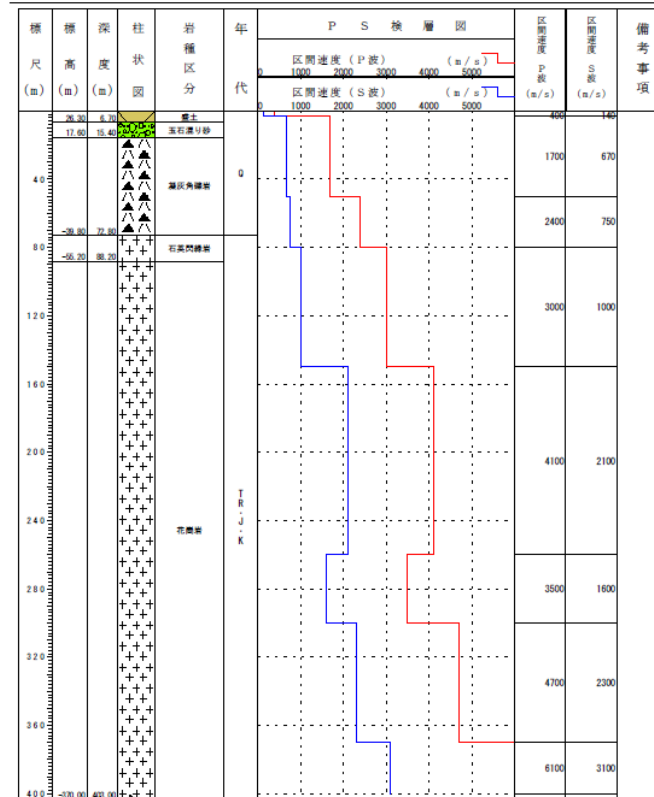 標尺(m)
標高(m)
深度(m)
柱状図
岩種区分
年代
PS検層図
区間速度(P波) (m/s)
0 1000 2000 3000 4000 5000
区間速度(S波) (m/s)
0 1000 2000 3000 4000 5000
区間速度 P波 (m/s)
区間速度 S波 (m/s)
備考事項
26.30 6.70 盛土 400 140
17.60 15.40 玉石混り砂
1700 670
40 凝灰角礫岩 Q
2400 750
-39.80 72.80
80 石英閃緑岩
-55.20 88.20
3000 1000
120
160
200 4100 2100
240 TR・J・K
花崗岩
280 3500 1600
320
4700 2300
360
6100 3100
400 -370.00 403.00